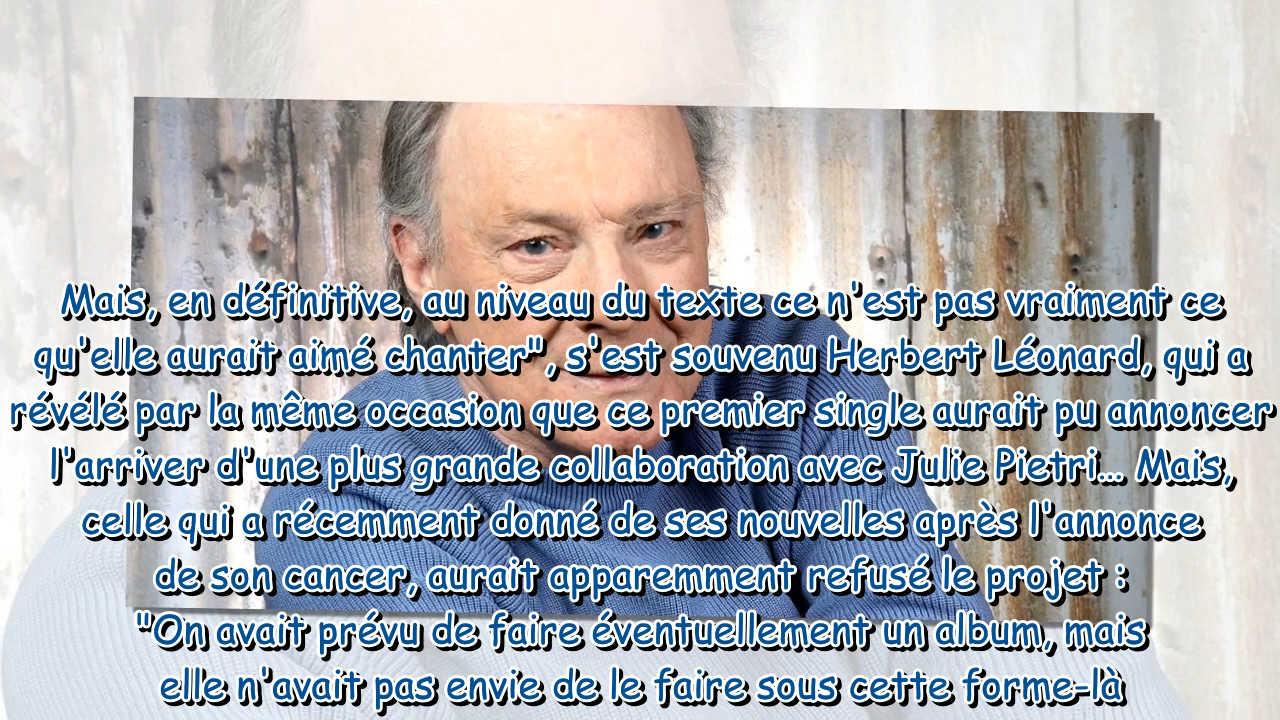 Mais, en définitive, au niveau du texte ce n'est pas vraiment ce
qu'elle aurait aimé chanter", s'est souvenu Herbert Léonard, qui a
révélé par la même occasion que ce premier single aurait pu annoncer
l'arriver d'une plus grande collaboration avec Julie Pietri... Mais,
celle qui a récemment donné de ses nouvelles après l'annonce
de son cancer, aurait apparemment refusé le projet :
"On avait prévu de faire éventuellement un album, mais
elle n'avait pas envie de le faire sous cette forme-là